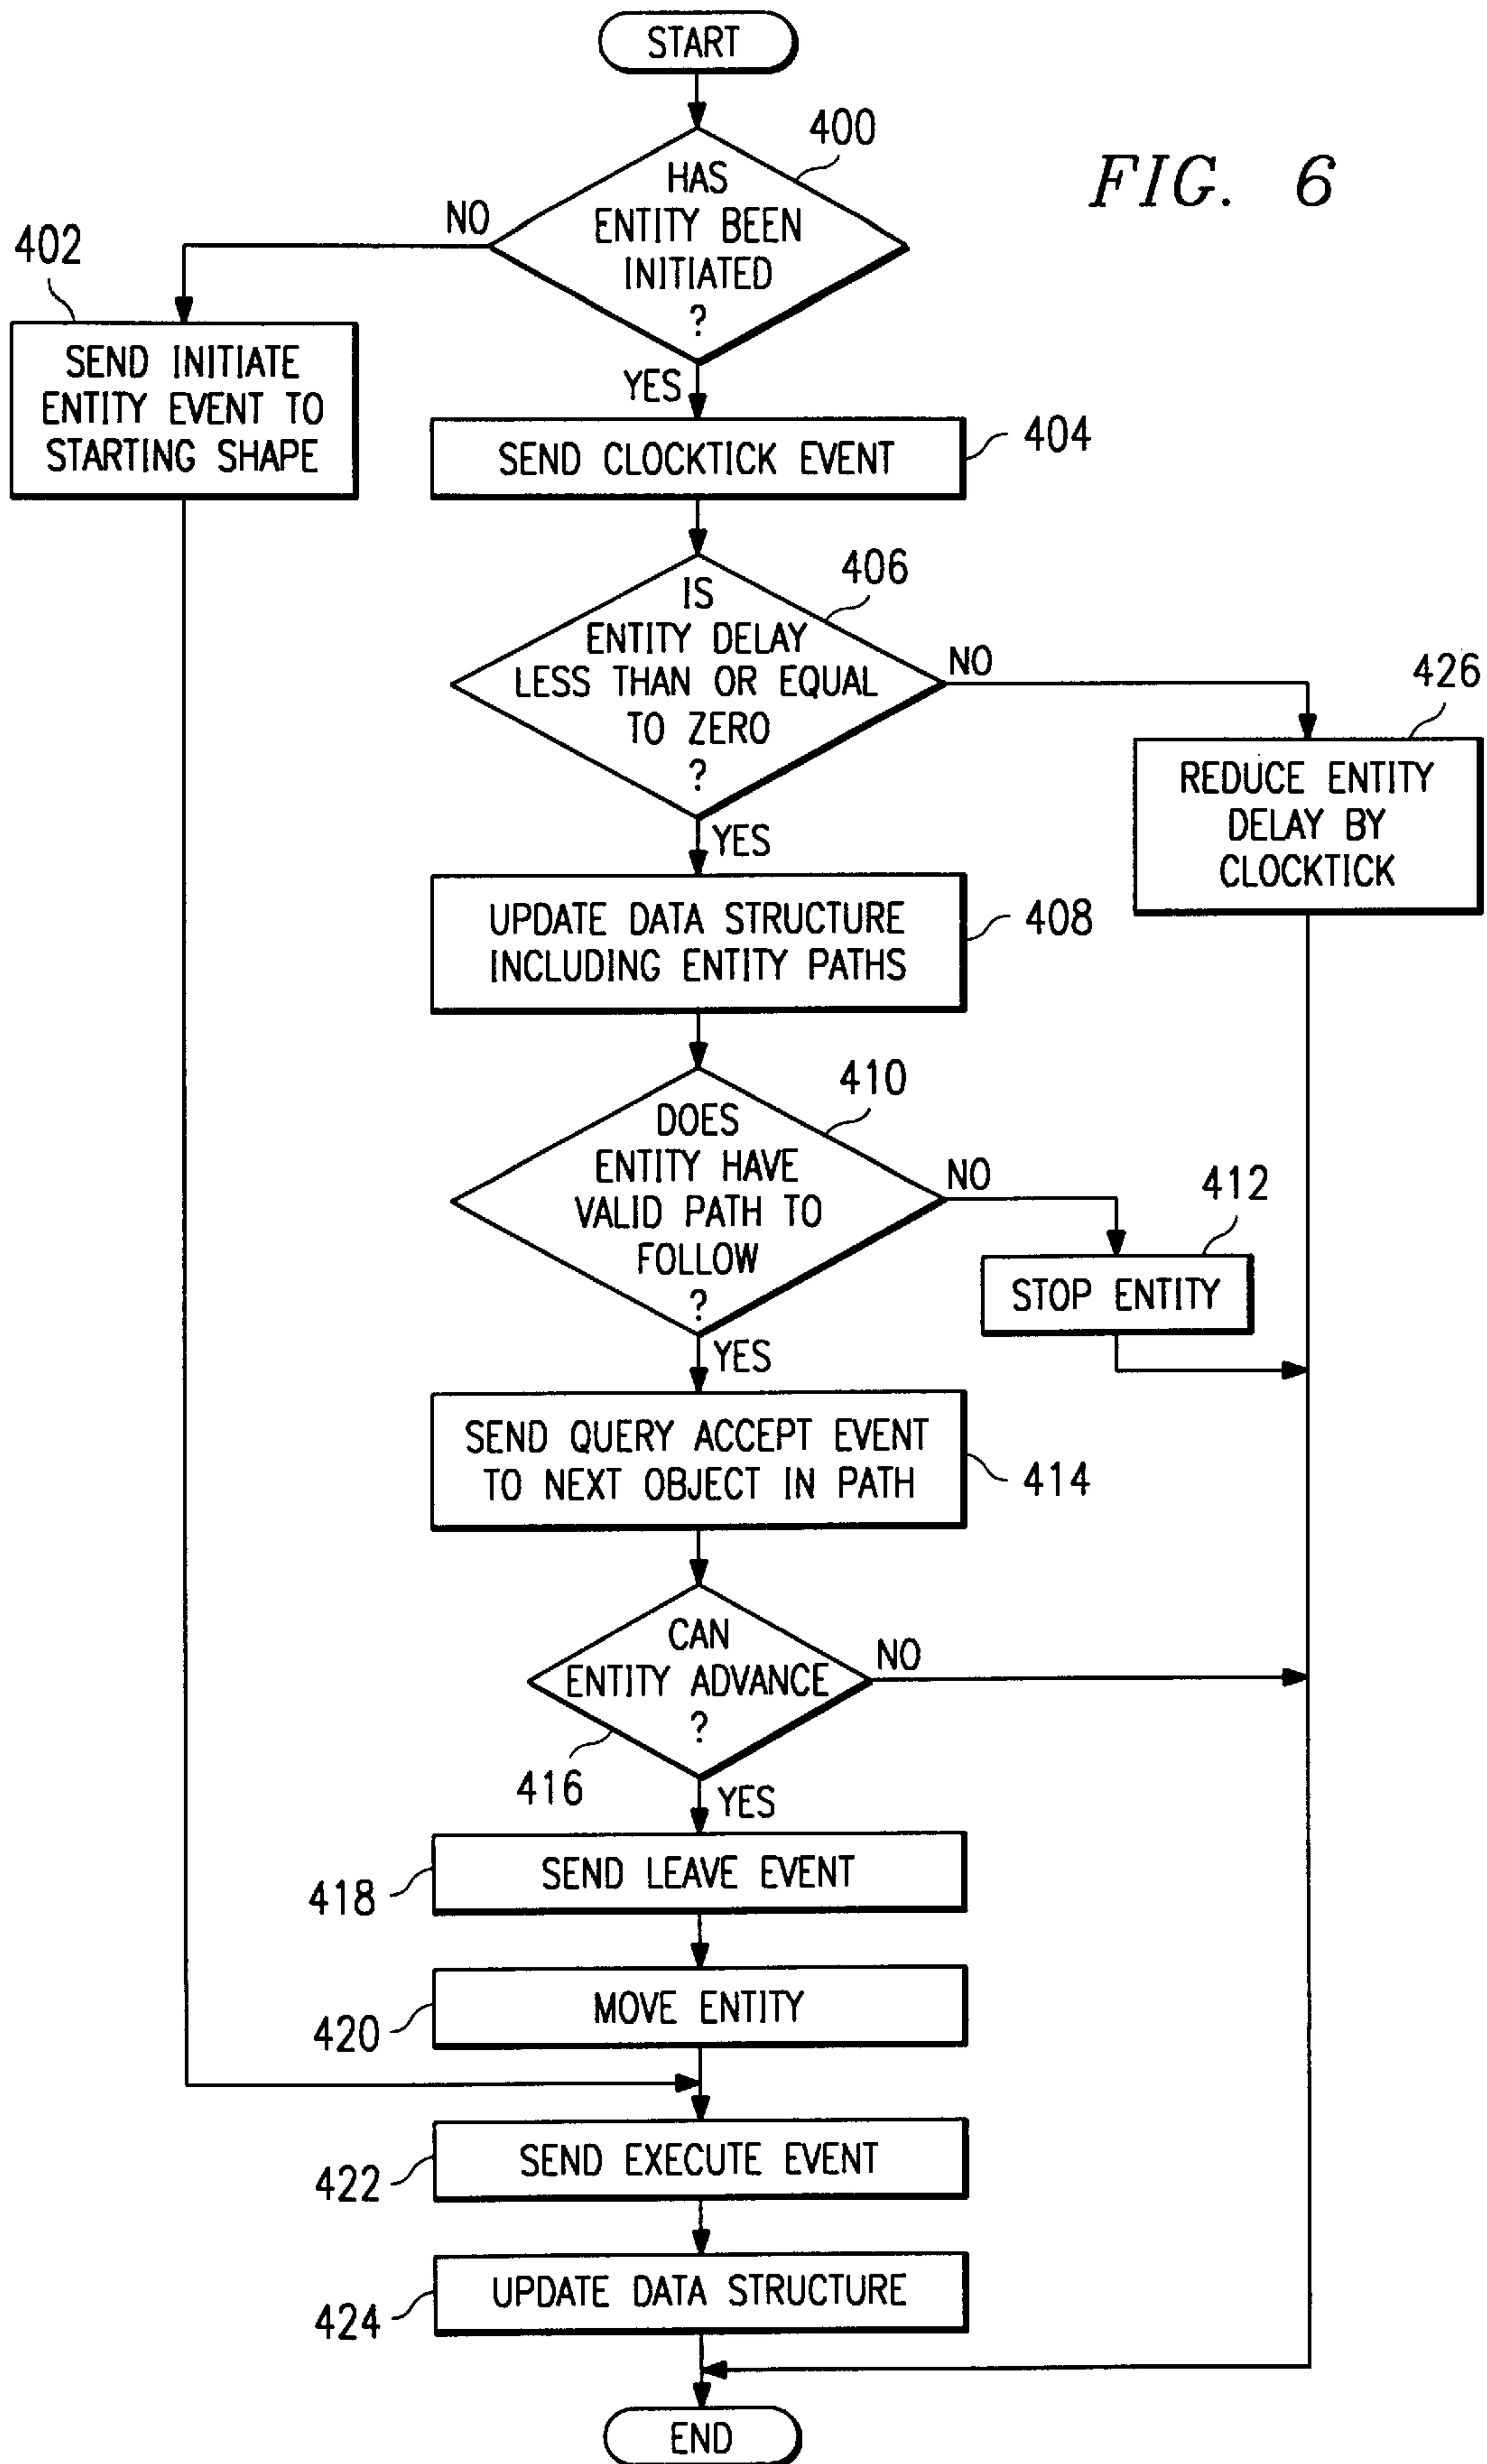 START
400
FIG. 6
HAS
ENTITY BEEN
INITIATED
?
NO
402
SEND INITIATE
ENTITY EVENT TO
STARTING SHAPE
YES
SEND CLOCKTICK EVENT
404
406
IS
ENTITY DELAY
LESS THAN OR EQUAL
TO ZERO
?
NO
426
REDUCE ENTITY
DELAY BY
CLOCKTICK
YES
UPDATE DATA STRUCTURE
INCLUDING ENTITY PATHS
408
410
DOES
ENTITY HAVE
VALID PATH TO
FOLLOW
?
NO
412
STOP ENTITY
YES
SEND QUERY ACCEPT EVENT
TO NEXT OBJECT IN PATH
414
CAN
ENTITY ADVANCE
?
NO
416
YES
SEND LEAVE EVENT
418
MOVE ENTITY
420
SEND EXECUTE EVENT
422
UPDATE DATA STRUCTURE
424
END